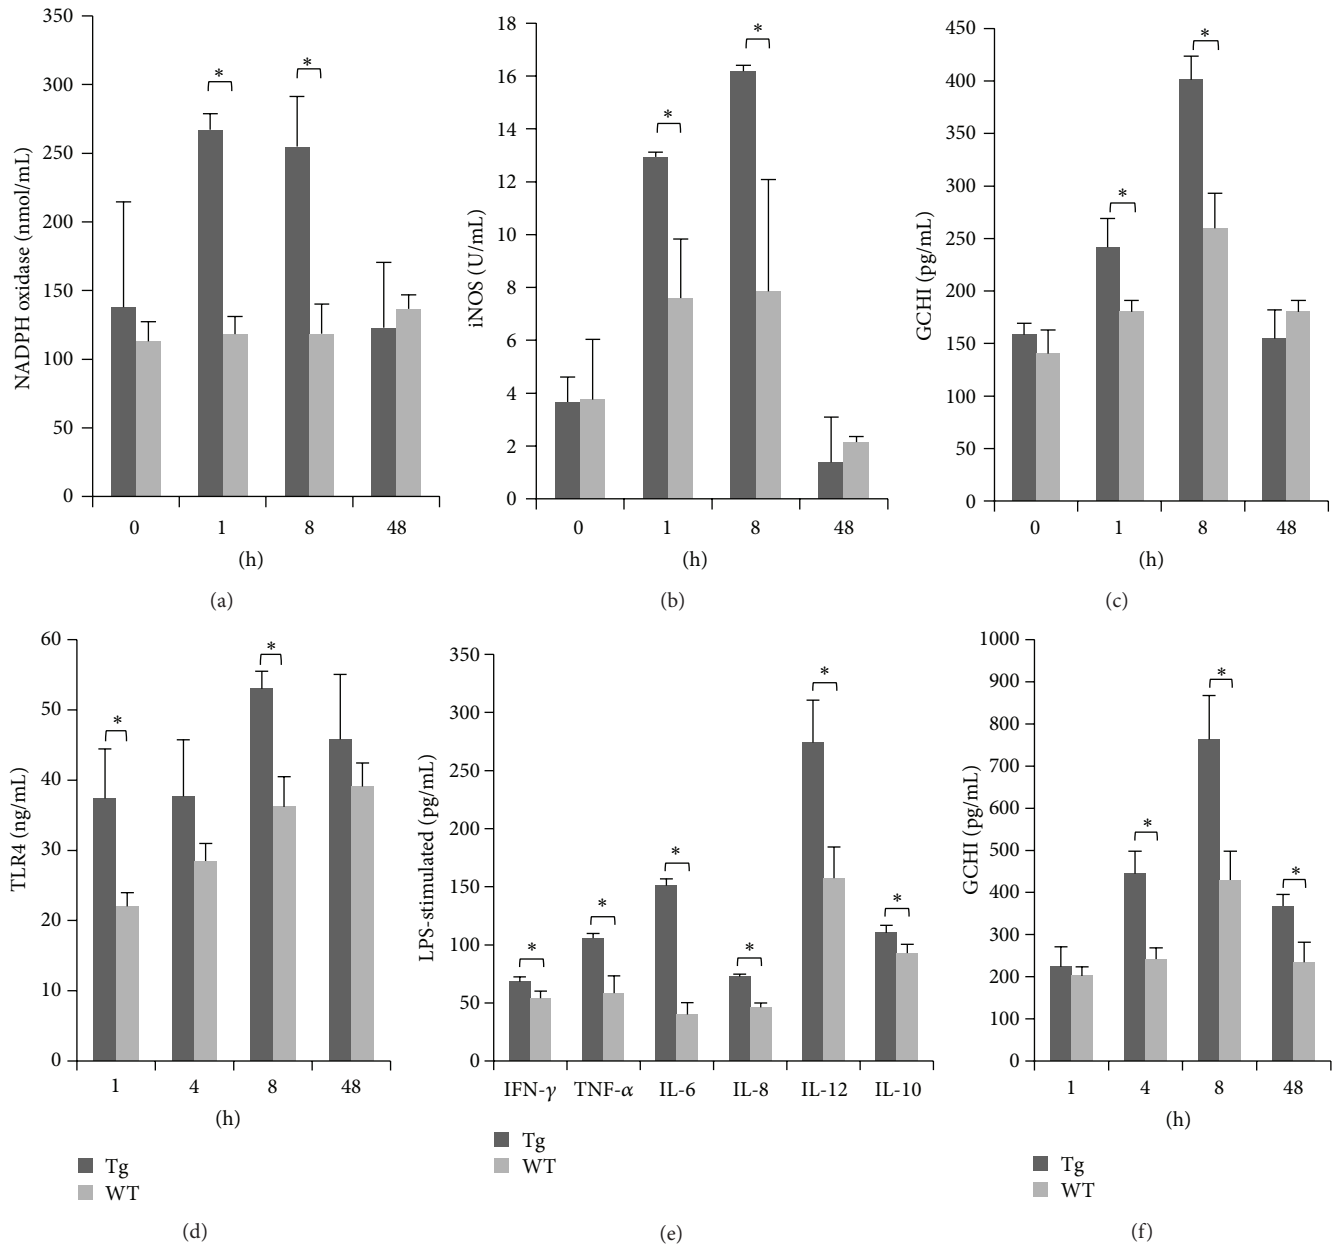 NADPH oxidase (nmol/mL)
350
300
250
200
150
100
50
0
*
*
0 1 8 48
(h)
(a)
iNOS (U/mL)
18
16
14
12
10
8
6
4
2
0
*
*
0 1 8 48
(h)
(b)
GCHI (pg/mL)
450
400
350
300
250
200
150
100
50
0
*
*
0 1 8 48
(h)
(c)
TLR4 (ng/mL)
60
50
40
30
20
10
0
*
*
1 4 8 48
(h)
Tg
WT
(d)
LPS-stimulated (pg/mL)
350
300
250
200
150
100
50
0
*
*
*
*
*
*
IFN-γ TNF-α IL-6 IL-8 IL-12 IL-10
Tg
WT
(e)
GCHI (pg/mL)
1000
900
800
700
600
500
400
300
200
100
0
*
*
*
1 4 8 48
(h)
Tg
WT
(f)